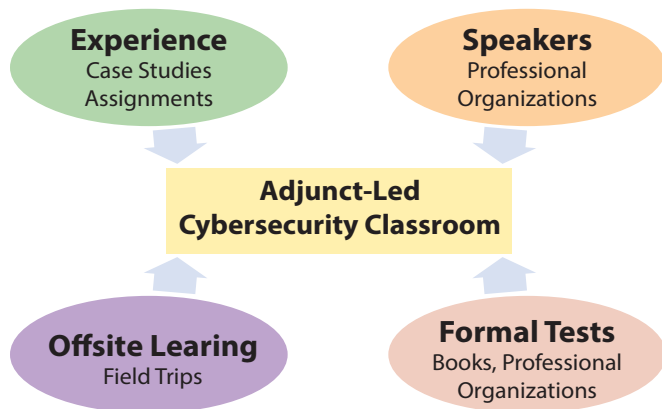 Experience
Case Studies
Assignments
Speakers
Professional
Organizations
Adjunct-Led
Cybersecurity Classroom
Offsite Learing
Field Trips
Formal Tests
Books, Professional
Organizations